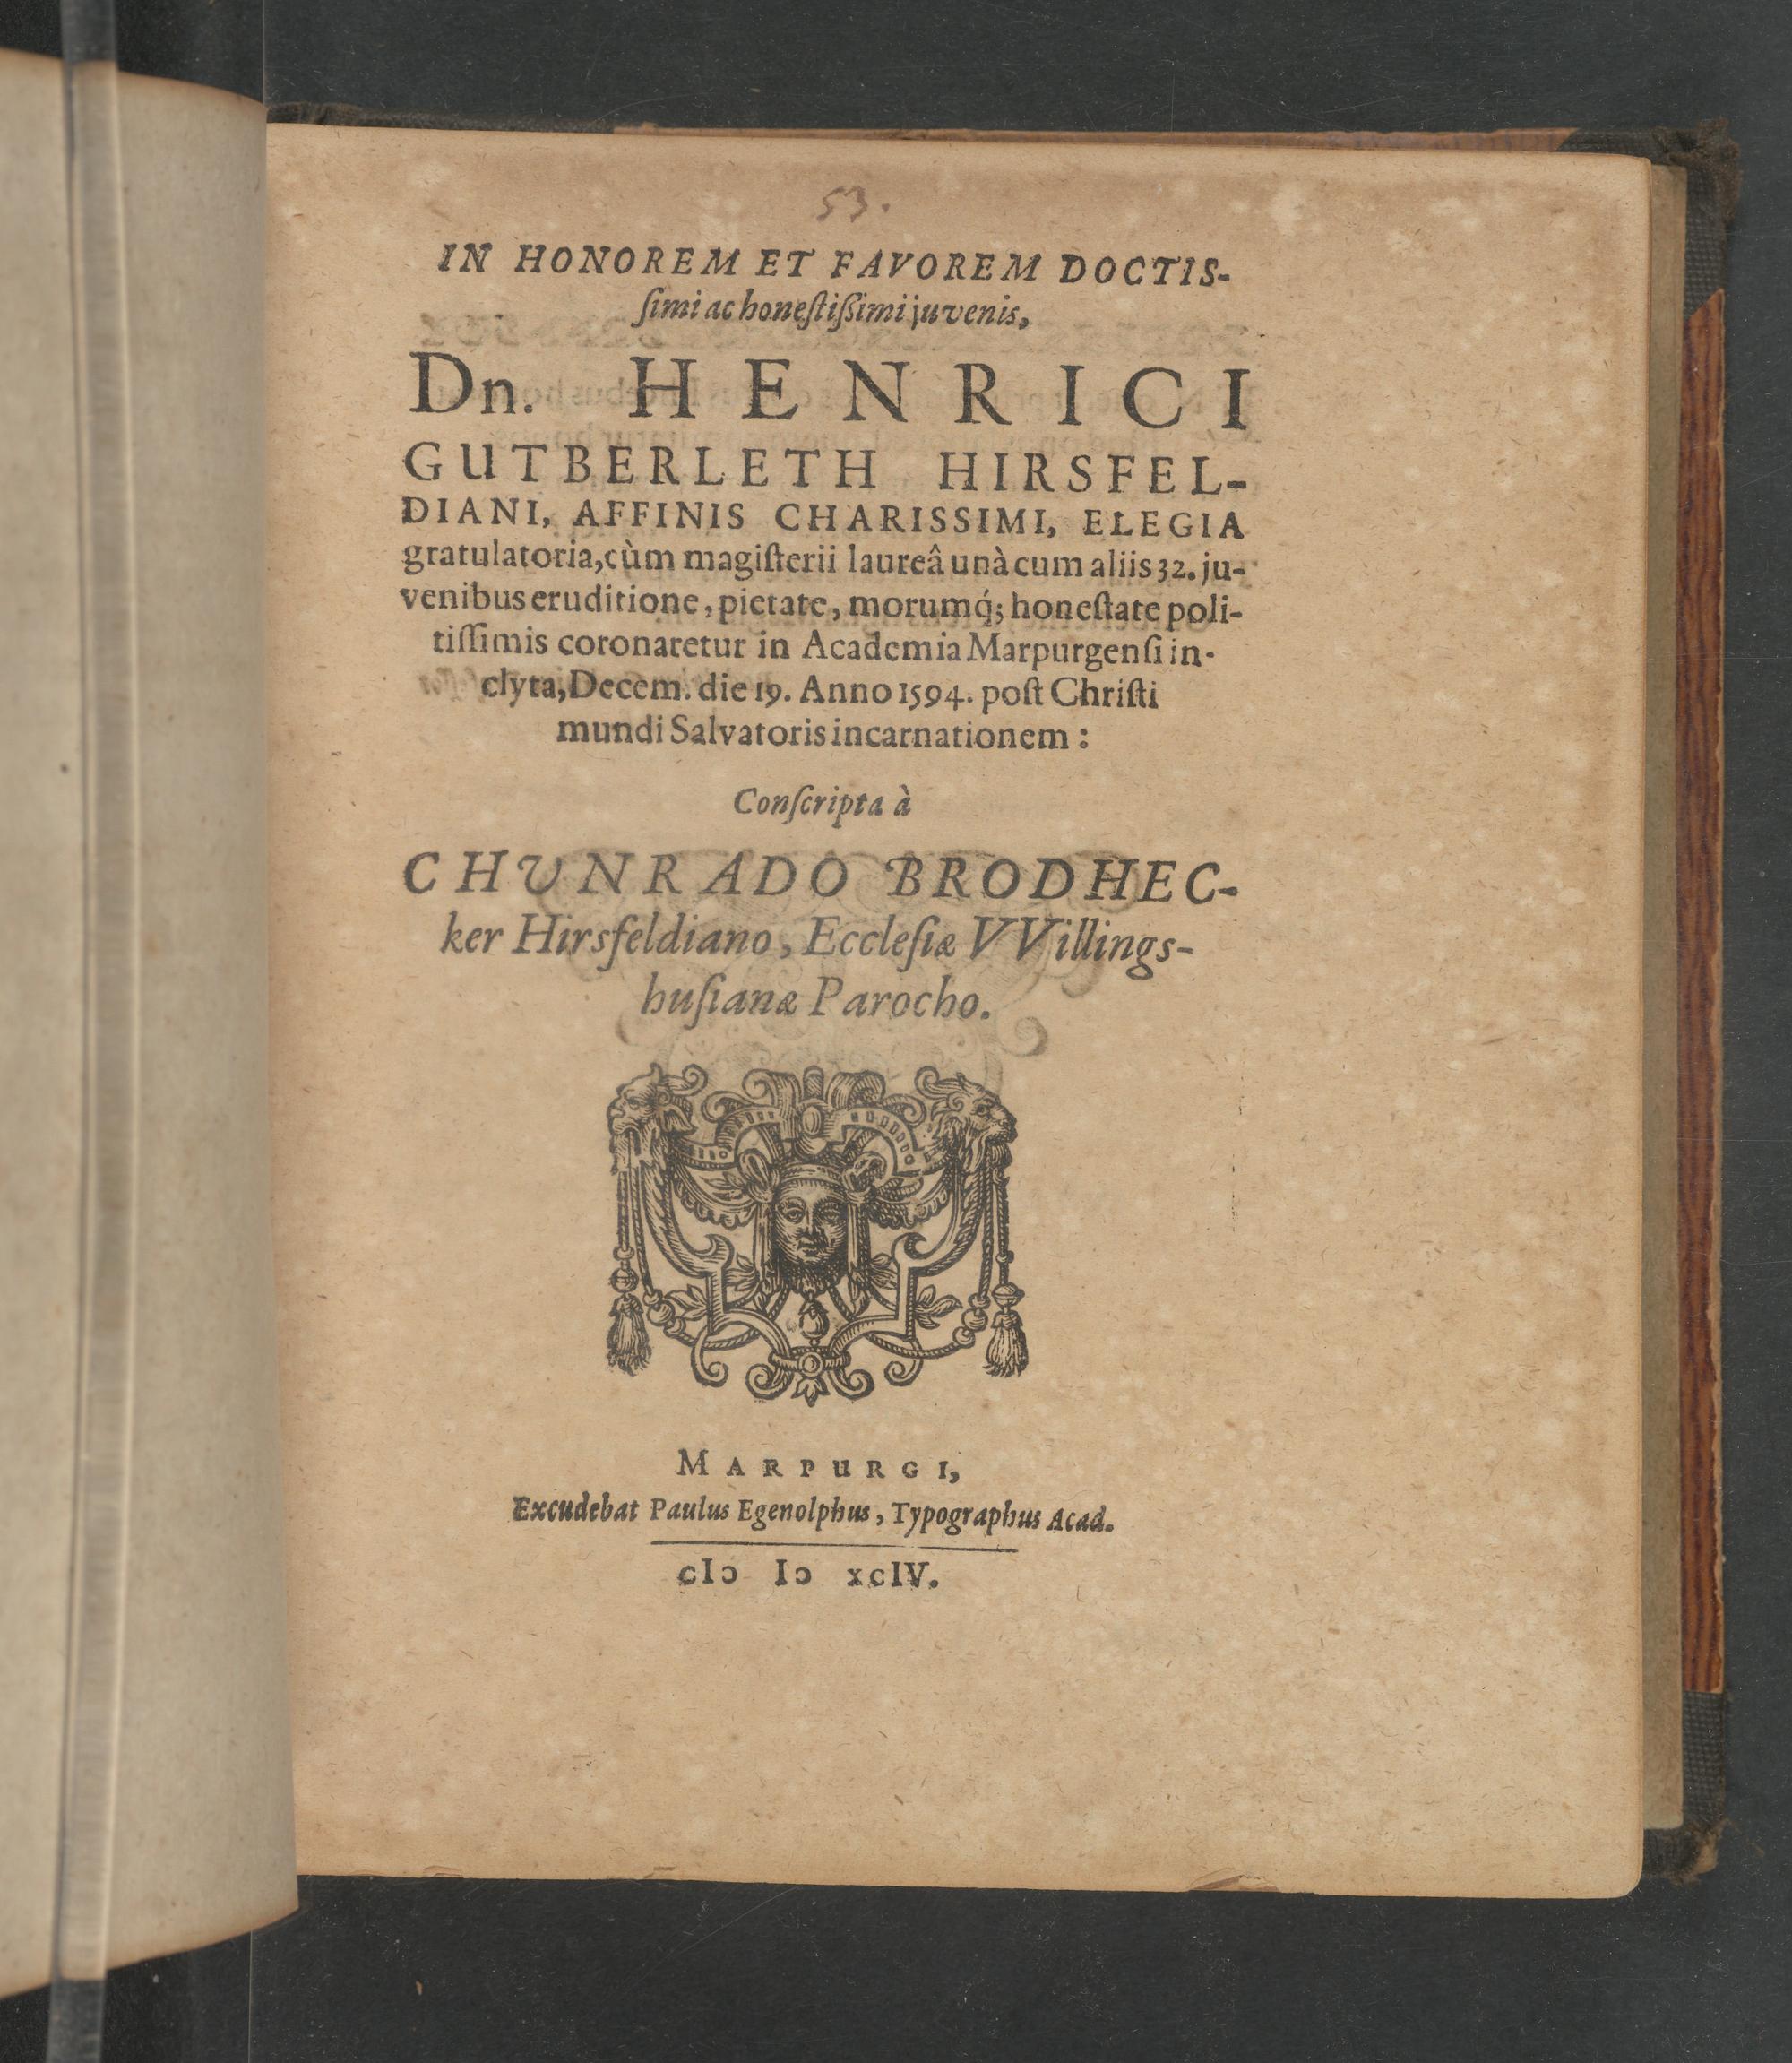 53.
IN HONOREM ET FAVOREM DOCTIS-
ſimi ac honeſtiſſimi juvenis,
Dn. HENRICI
GUTBERLETH HIRSFEL-
DIANI, AFFINIS CHARISSIMI, ELEGIA
gratulatoria, cùm magiſterii laureâ unà cum aliis 32. ju-
venibus eruditione, pietate, morumq́; honeſtate poli-
tiſſimis coronaretur in Academia Marpurgenſi in-
clyta, Decem. die 19. Anno 1594. poſt Chriſti
mundi Salvatoris incarnationem:
Conſcripta à
CHUNRADO BRODHEC-
ker Hirsfeldiano, Eccleſiæ VVillings-
huſianæ Parocho.
MARPURGI,
Excudebat Paulus Egenolphus, Typographus Acad.
cIɔ Iɔ xcIV.